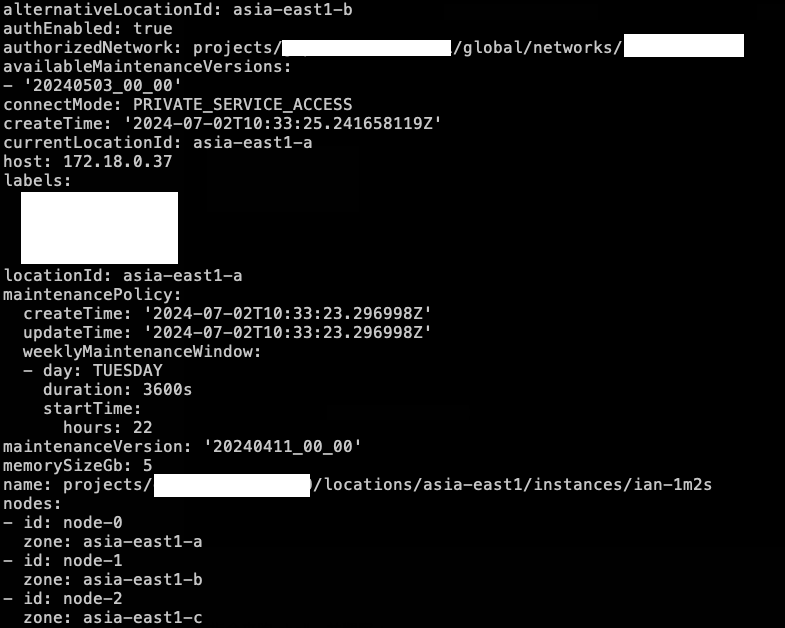 alternativeLocationId: asia-east1-b
authEnabled: true
authorizedNetwork: projects/ /global/networks/
availableMaintenanceVersions:
- '20240503_00_00'
connectMode: PRIVATE_SERVICE_ACCESS
createTime: '2024-07-02T10:33:25.241658119Z'
currentLocationId: asia-east1-a
host: 172.18.0.37
labels:
locationId: asia-east1-a
maintenancePolicy:
  createTime: '2024-07-02T10:33:23.296998Z'
  updateTime: '2024-07-02T10:33:23.296998Z'
  weeklyMaintenanceWindow:
  - day: TUESDAY
    duration: 3600s
    startTime:
      hours: 22
maintenanceVersion: '20240411_00_00'
memorySizeGb: 5
name: projects/ /locations/asia-east1/instances/ian-1m2s
nodes:
- id: node-0
  zone: asia-east1-a
- id: node-1
  zone: asia-east1-b
- id: node-2
  zone: asia-east1-c